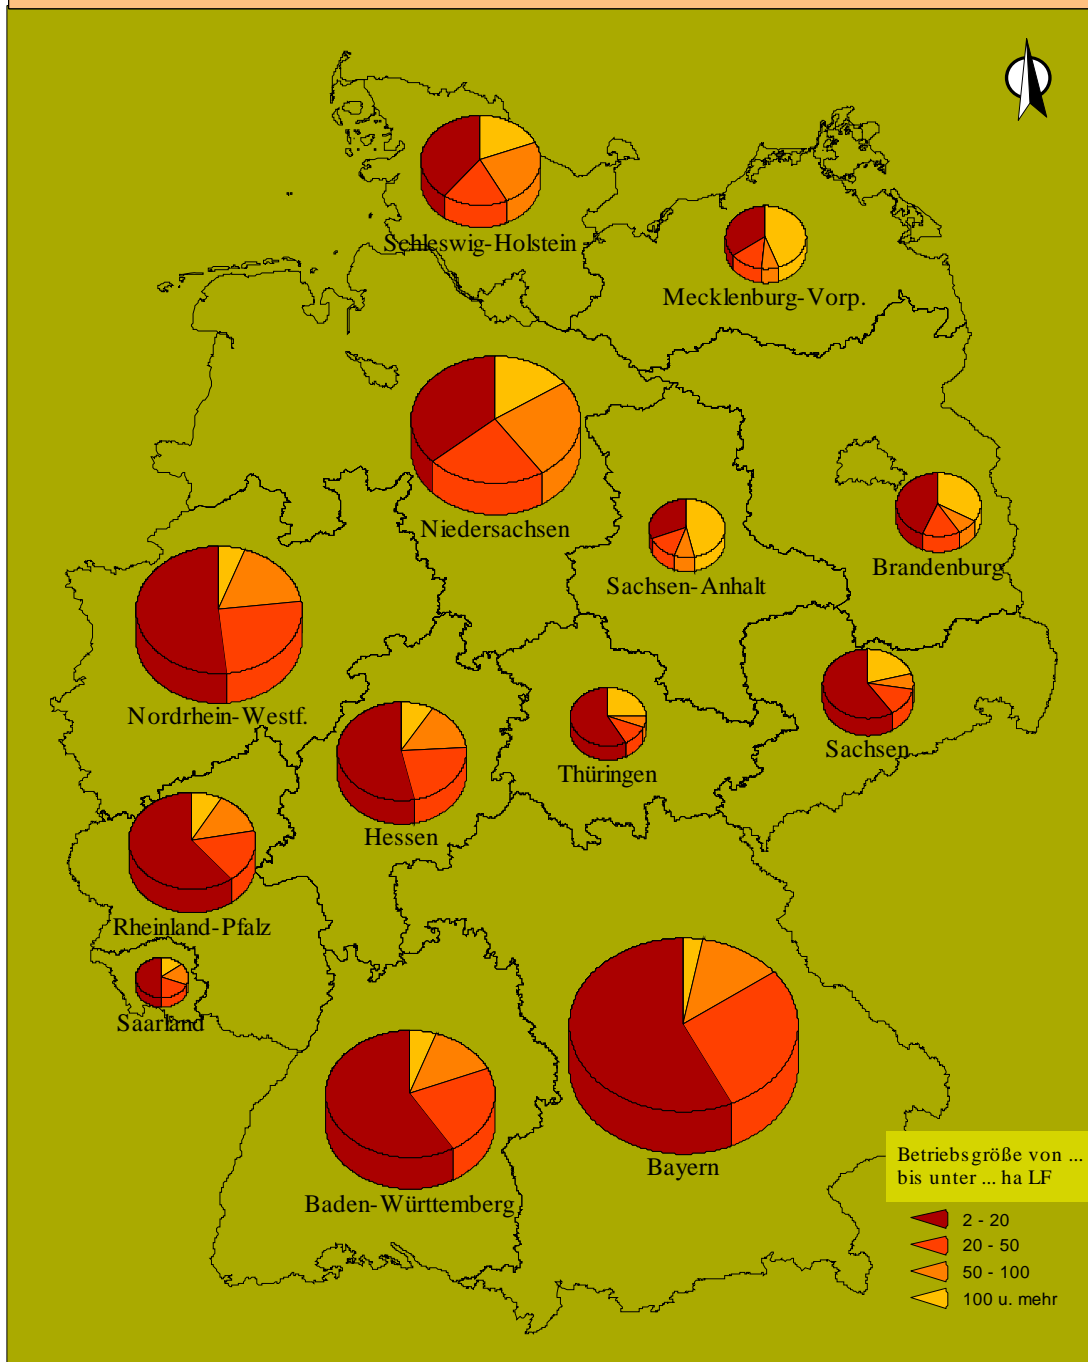 Schleswig-Holstein
Mecklenburg-Vorp.
Niedersachsen
Sachsen-Anhalt
Brandenburg
Nordrhein-Westf.
Thüringen
Sachsen
Hessen
Rheinland-Pfalz
Saarland
Bayern
Baden-Württemberg
Betriebsgröße von ...
bis unter ... ha LF
2 - 20
20 - 50
50 - 100
100 u. mehr